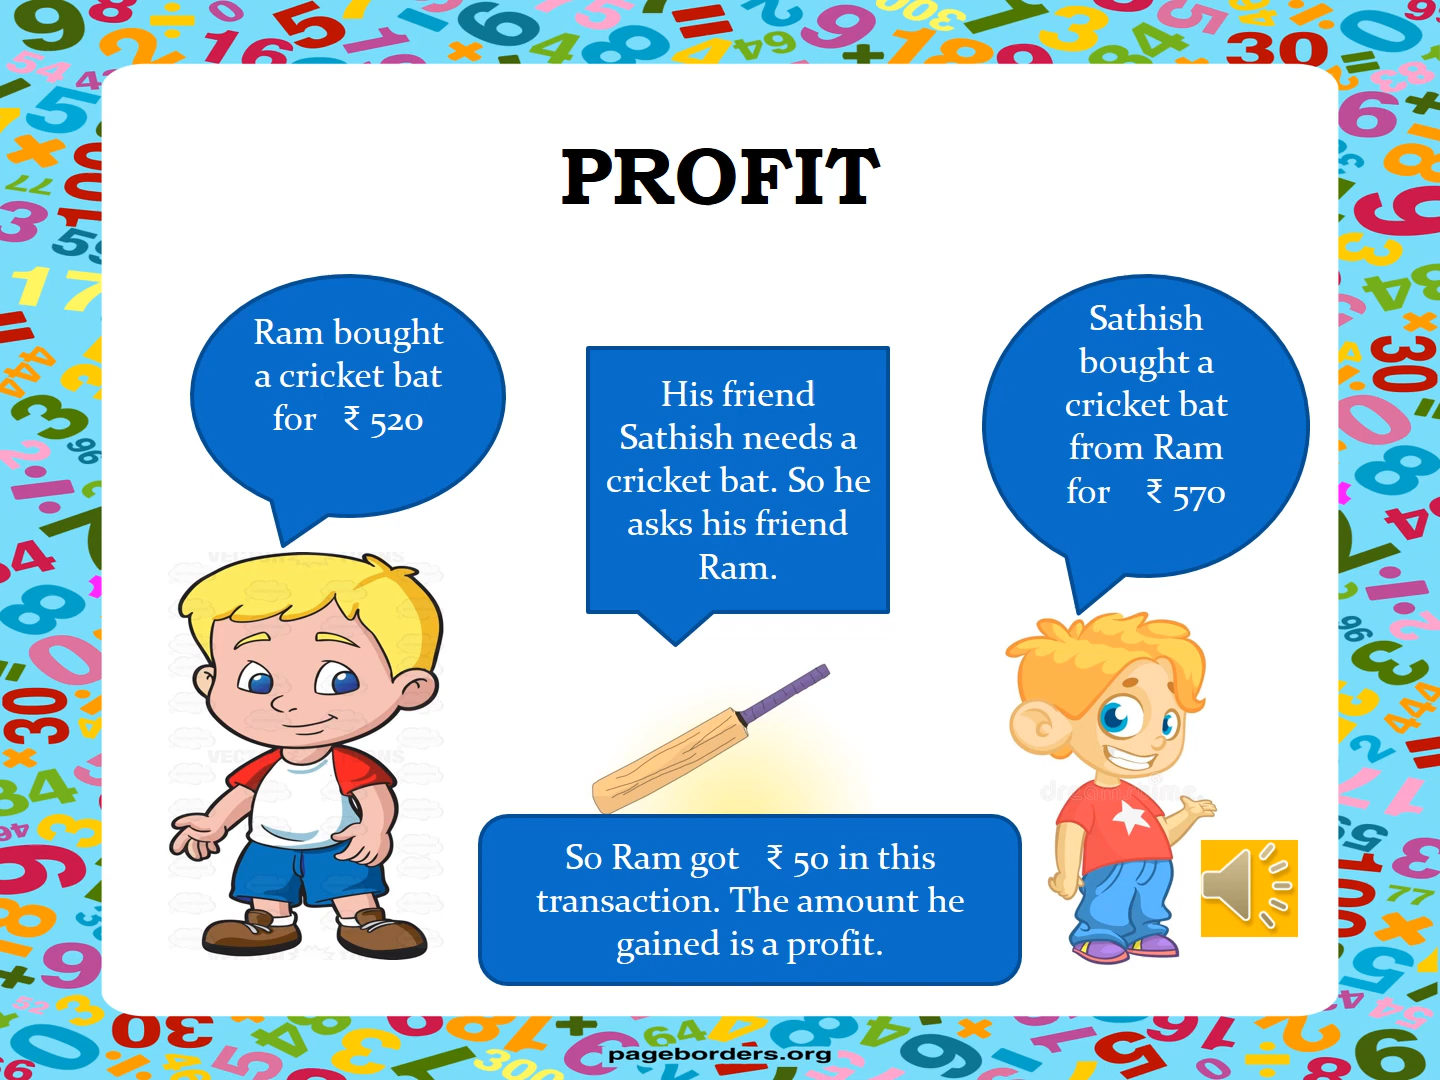 PROFIT
Ram bought
a cricket bat
for ₹ 520
His friend
Sathish needs a
cricket bat. So he
asks his friend
Ram.
Sathish
bought a
cricket bat
from Ram
for ₹ 570
So Ram got ₹ 50 in this
transaction. The amount he
gained is a profit.
pageborders.org